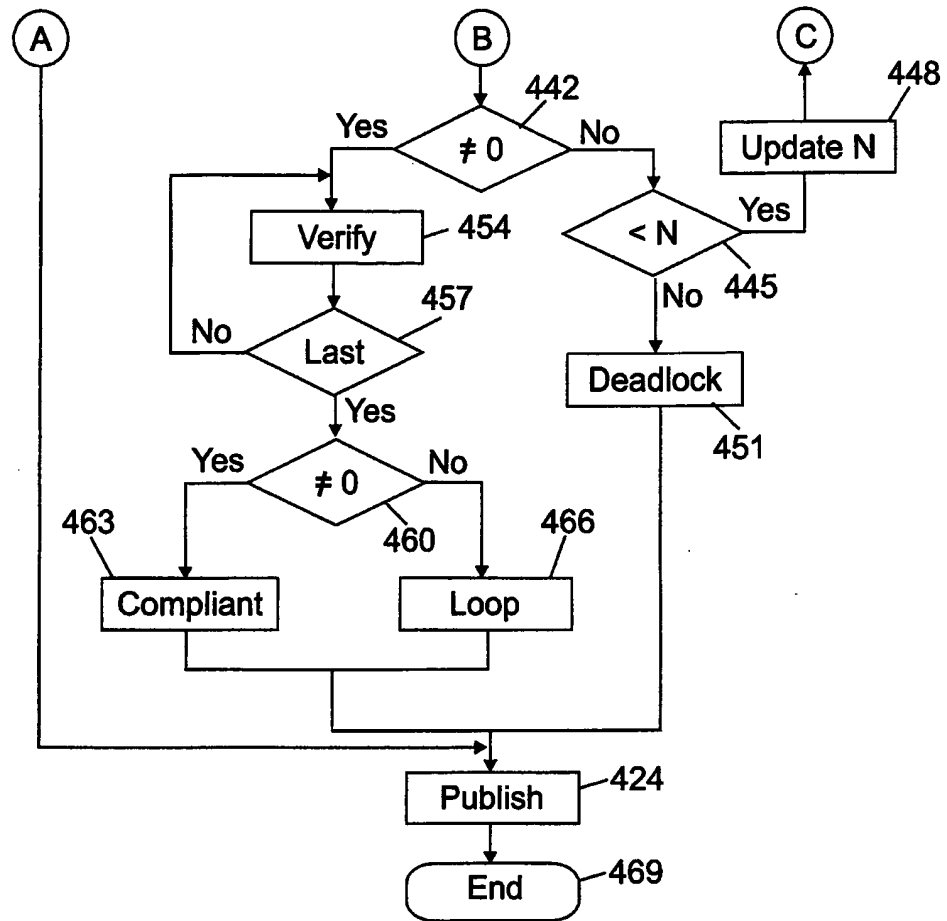 A
B
C
442
448
Yes
≠ 0
No
Update N
Verify
454
< N
Yes
445
457
No
No
Last
Deadlock
451
Yes
Yes
≠ 0
No
460
463
466
Compliant
Loop
Publish
424
End
469